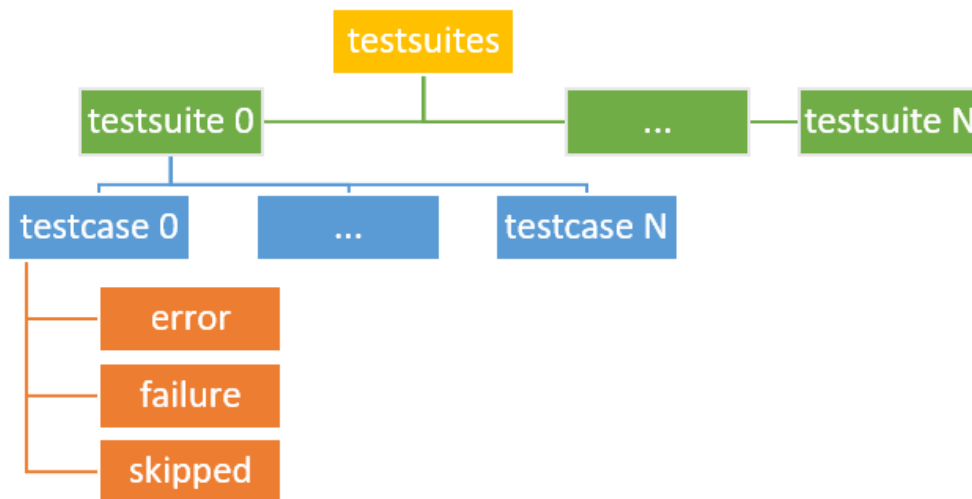 testsuites
testsuite 0
...
testsuite N
testcase 0
...
testcase N
error
failure
skipped